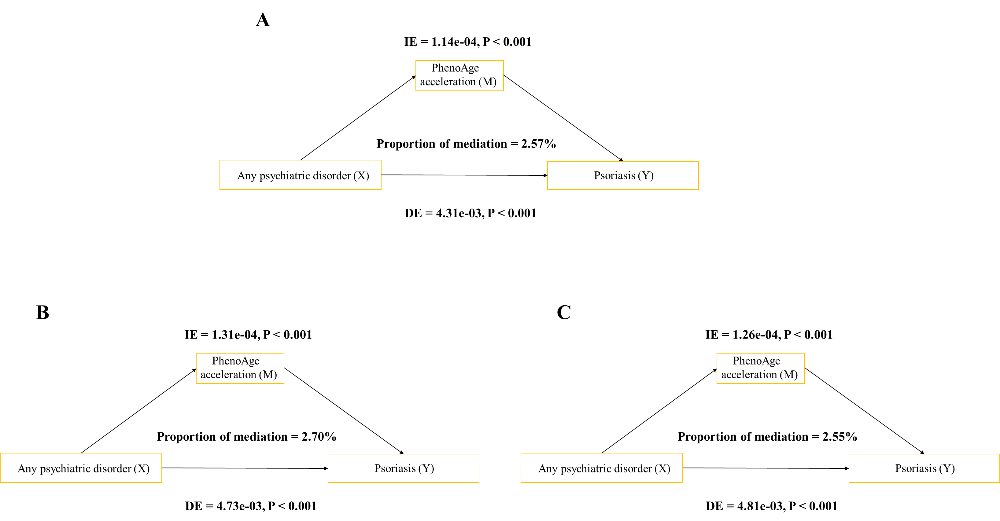 A
IE = 1.14e-04, P < 0.001
PhenoAge
acceleration (M)
Proportion of mediation = 2.57%
Any psychiatric disorder (X)
Psoriasis (Y)
DE = 4.31e-03, P < 0.001
B
IE = 1.31e-04, P < 0.001
PhenoAge
acceleration (M)
Proportion of mediation = 2.70%
Any psychiatric disorder (X)
Psoriasis (Y)
DE = 4.73e-03, P < 0.001
C
IE = 1.26e-04, P < 0.001
PhenoAge
acceleration (M)
Proportion of mediation = 2.55%
Any psychiatric disorder (X)
Psoriasis (Y)
DE = 4.81e-03, P < 0.001